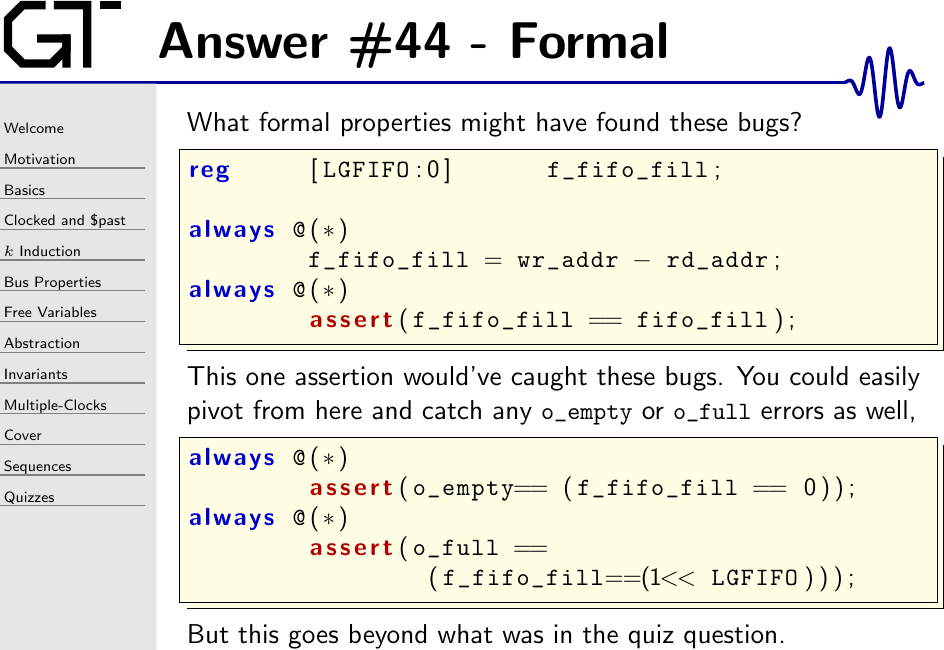 GT
Answer #44 - Formal
Welcome
Motivation
Basics
Clocked and $past
k Induction
Bus Properties
Free Variables
Abstraction
Invariants
Multiple-Clocks
Cover
Sequences
Quizzes
What formal properties might have found these bugs?
reg [LGFIFO:0] f_fifo_fill;
always @(*)
f_fifo_fill = wr_addr - rd_addr;
always @(*)
assert(f_fifo_fill == fifo_fill);
This one assertion would've caught these bugs. You could easily
pivot from here and catch any o_empty or o_full errors as well,
always @(*)
assert(o_empty== (f_fifo_fill == 0));
always @(*)
assert(o_full ==
(f_fifo_fill==(1<< LGFIFO)));
But this goes beyond what was in the quiz question.